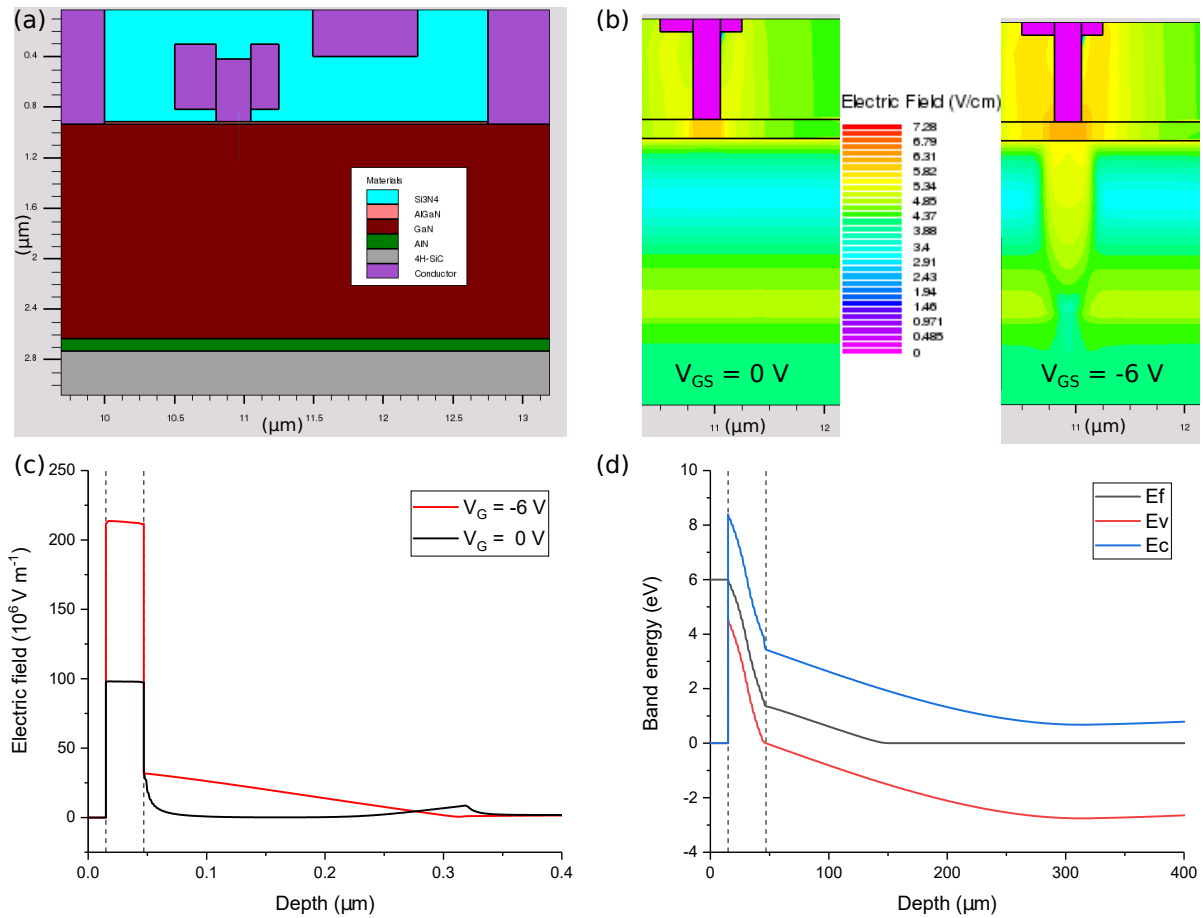 (a)
0.4
0.8
1.2
1.6
2
2.4
2.8
(μm)
Materials
Si3N4
AlGaN
GaN
AlN
4H-SiC
Conductor
10
10.5
11
11.5
12
12.5
13
(μm)
(b)
Electric Field (V/cm)
7.28
6.79
6.31
5.82
5.34
4.85
4.37
3.88
3.4
2.91
2.43
1.94
1.46
0.971
0.485
0
V_GS = 0 V
V_GS = -6 V
11 (μm) 12
11 (μm) 12
(c)
250
200
150
100
50
0
Electric field (10⁶ V m⁻¹)
V_G = -6 V
V_G = 0 V
0.0 0.1 0.2 0.3 0.4
Depth (μm)
(d)
10
8
6
4
2
0
-2
-4
Band energy (eV)
Ef
Ev
Ec
0 100 200 300 400
Depth (μm)